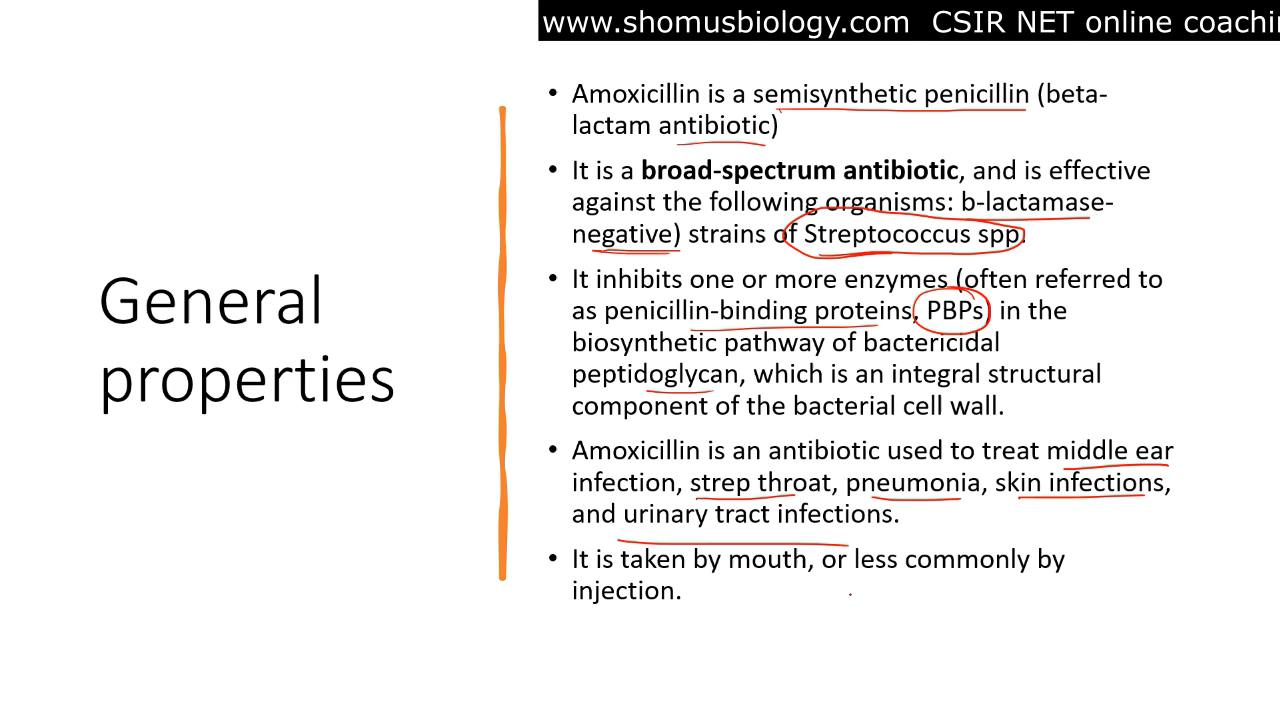 www.shomusbiology.com CSIR NET online coachi
General
properties
• Amoxicillin is a semisynthetic penicillin (beta-
lactam antibiotic)
• It is a broad-spectrum antibiotic, and is effective
against the following organisms: b-lactamase-
negative) strains of Streptococcus spp.
• It inhibits one or more enzymes (often referred to
as penicillin-binding proteins, PBPs) in the
biosynthetic pathway of bactericidal
peptidoglycan, which is an integral structural
component of the bacterial cell wall.
• Amoxicillin is an antibiotic used to treat middle ear
infection, strep throat, pneumonia, skin infections,
and urinary tract infections.
• It is taken by mouth, or less commonly by
injection.